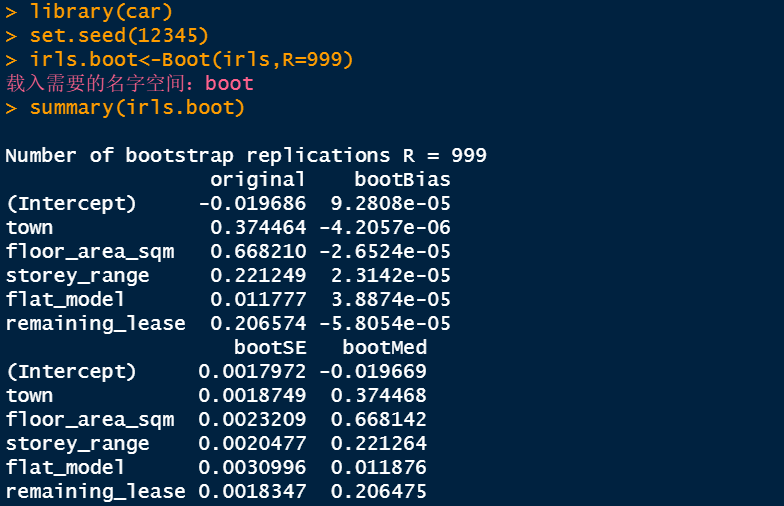 > library(car)
> set.seed(12345)
> irls.boot<-Boot(irls,R=999)
载入需要的名字空间：boot
> summary(irls.boot)

Number of bootstrap replications R = 999
                 original    bootBias
(Intercept)     -0.019686  9.2808e-05
town             0.374464 -4.2057e-06
floor_area_sqm   0.668210 -2.6524e-05
storey_range     0.221249  2.3142e-05
flat_model       0.011777  3.8874e-05
remaining_lease  0.206574 -5.8054e-05
                   bootSE   bootMed
(Intercept)     0.0017972 -0.019669
town            0.0018749  0.374468
floor_area_sqm  0.0023209  0.668142
storey_range    0.0020477  0.221264
flat_model      0.0030996  0.011876
remaining_lease 0.0018347  0.206475